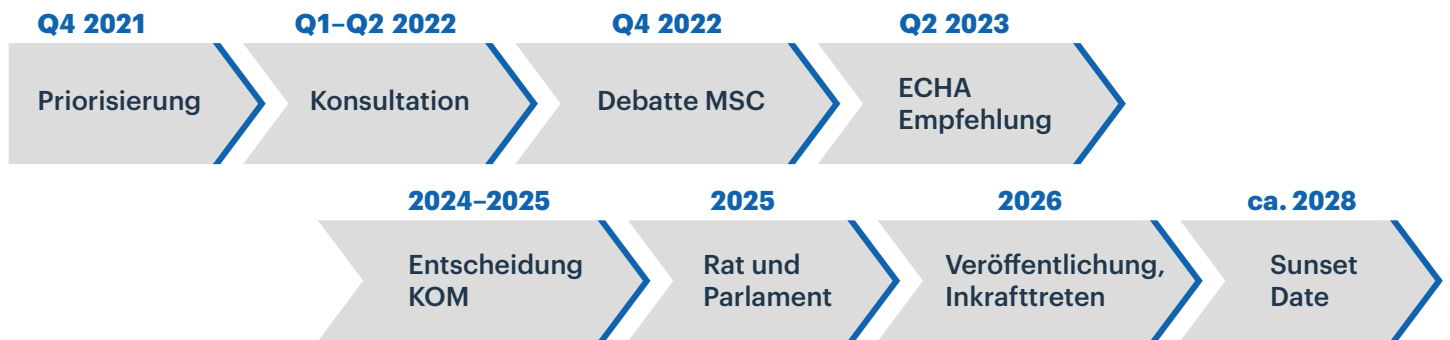 Q4 2021
Priorisierung
Q1–Q2 2022
Konsultation
Q4 2022
Debatte MSC
Q2 2023
ECHA
Empfehlung
2024–2025
Entscheidung
KOM
2025
Rat und
Parlament
2026
Veröffentlichung,
Inkrafttreten
ca. 2028
Sunset
Date